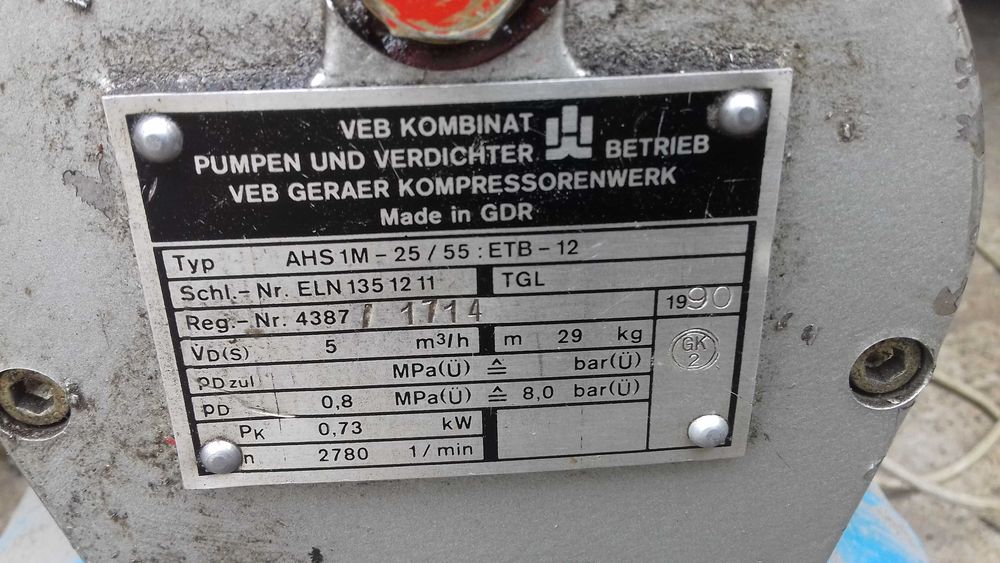 VEB KOMBINAT
PUMPEN UND VERDICHTER BETRIEB
VEB GERAER KOMPRESSORENWERK
Made in GDR
Typ AHS 1M - 25 / 55 : ETB - 12
Schl.-Nr. ELN 135 12 11 TGL
Reg.-Nr. 4387 / 1714 1990
V̇D(S) 5 m³/h m 29 kg GK 2
pD zul MPa(Ü) ≙ bar(Ü)
pD 0,8 MPa(Ü) ≙ 8,0 bar(Ü)
PK 0,73 kW
n 2780 1/min